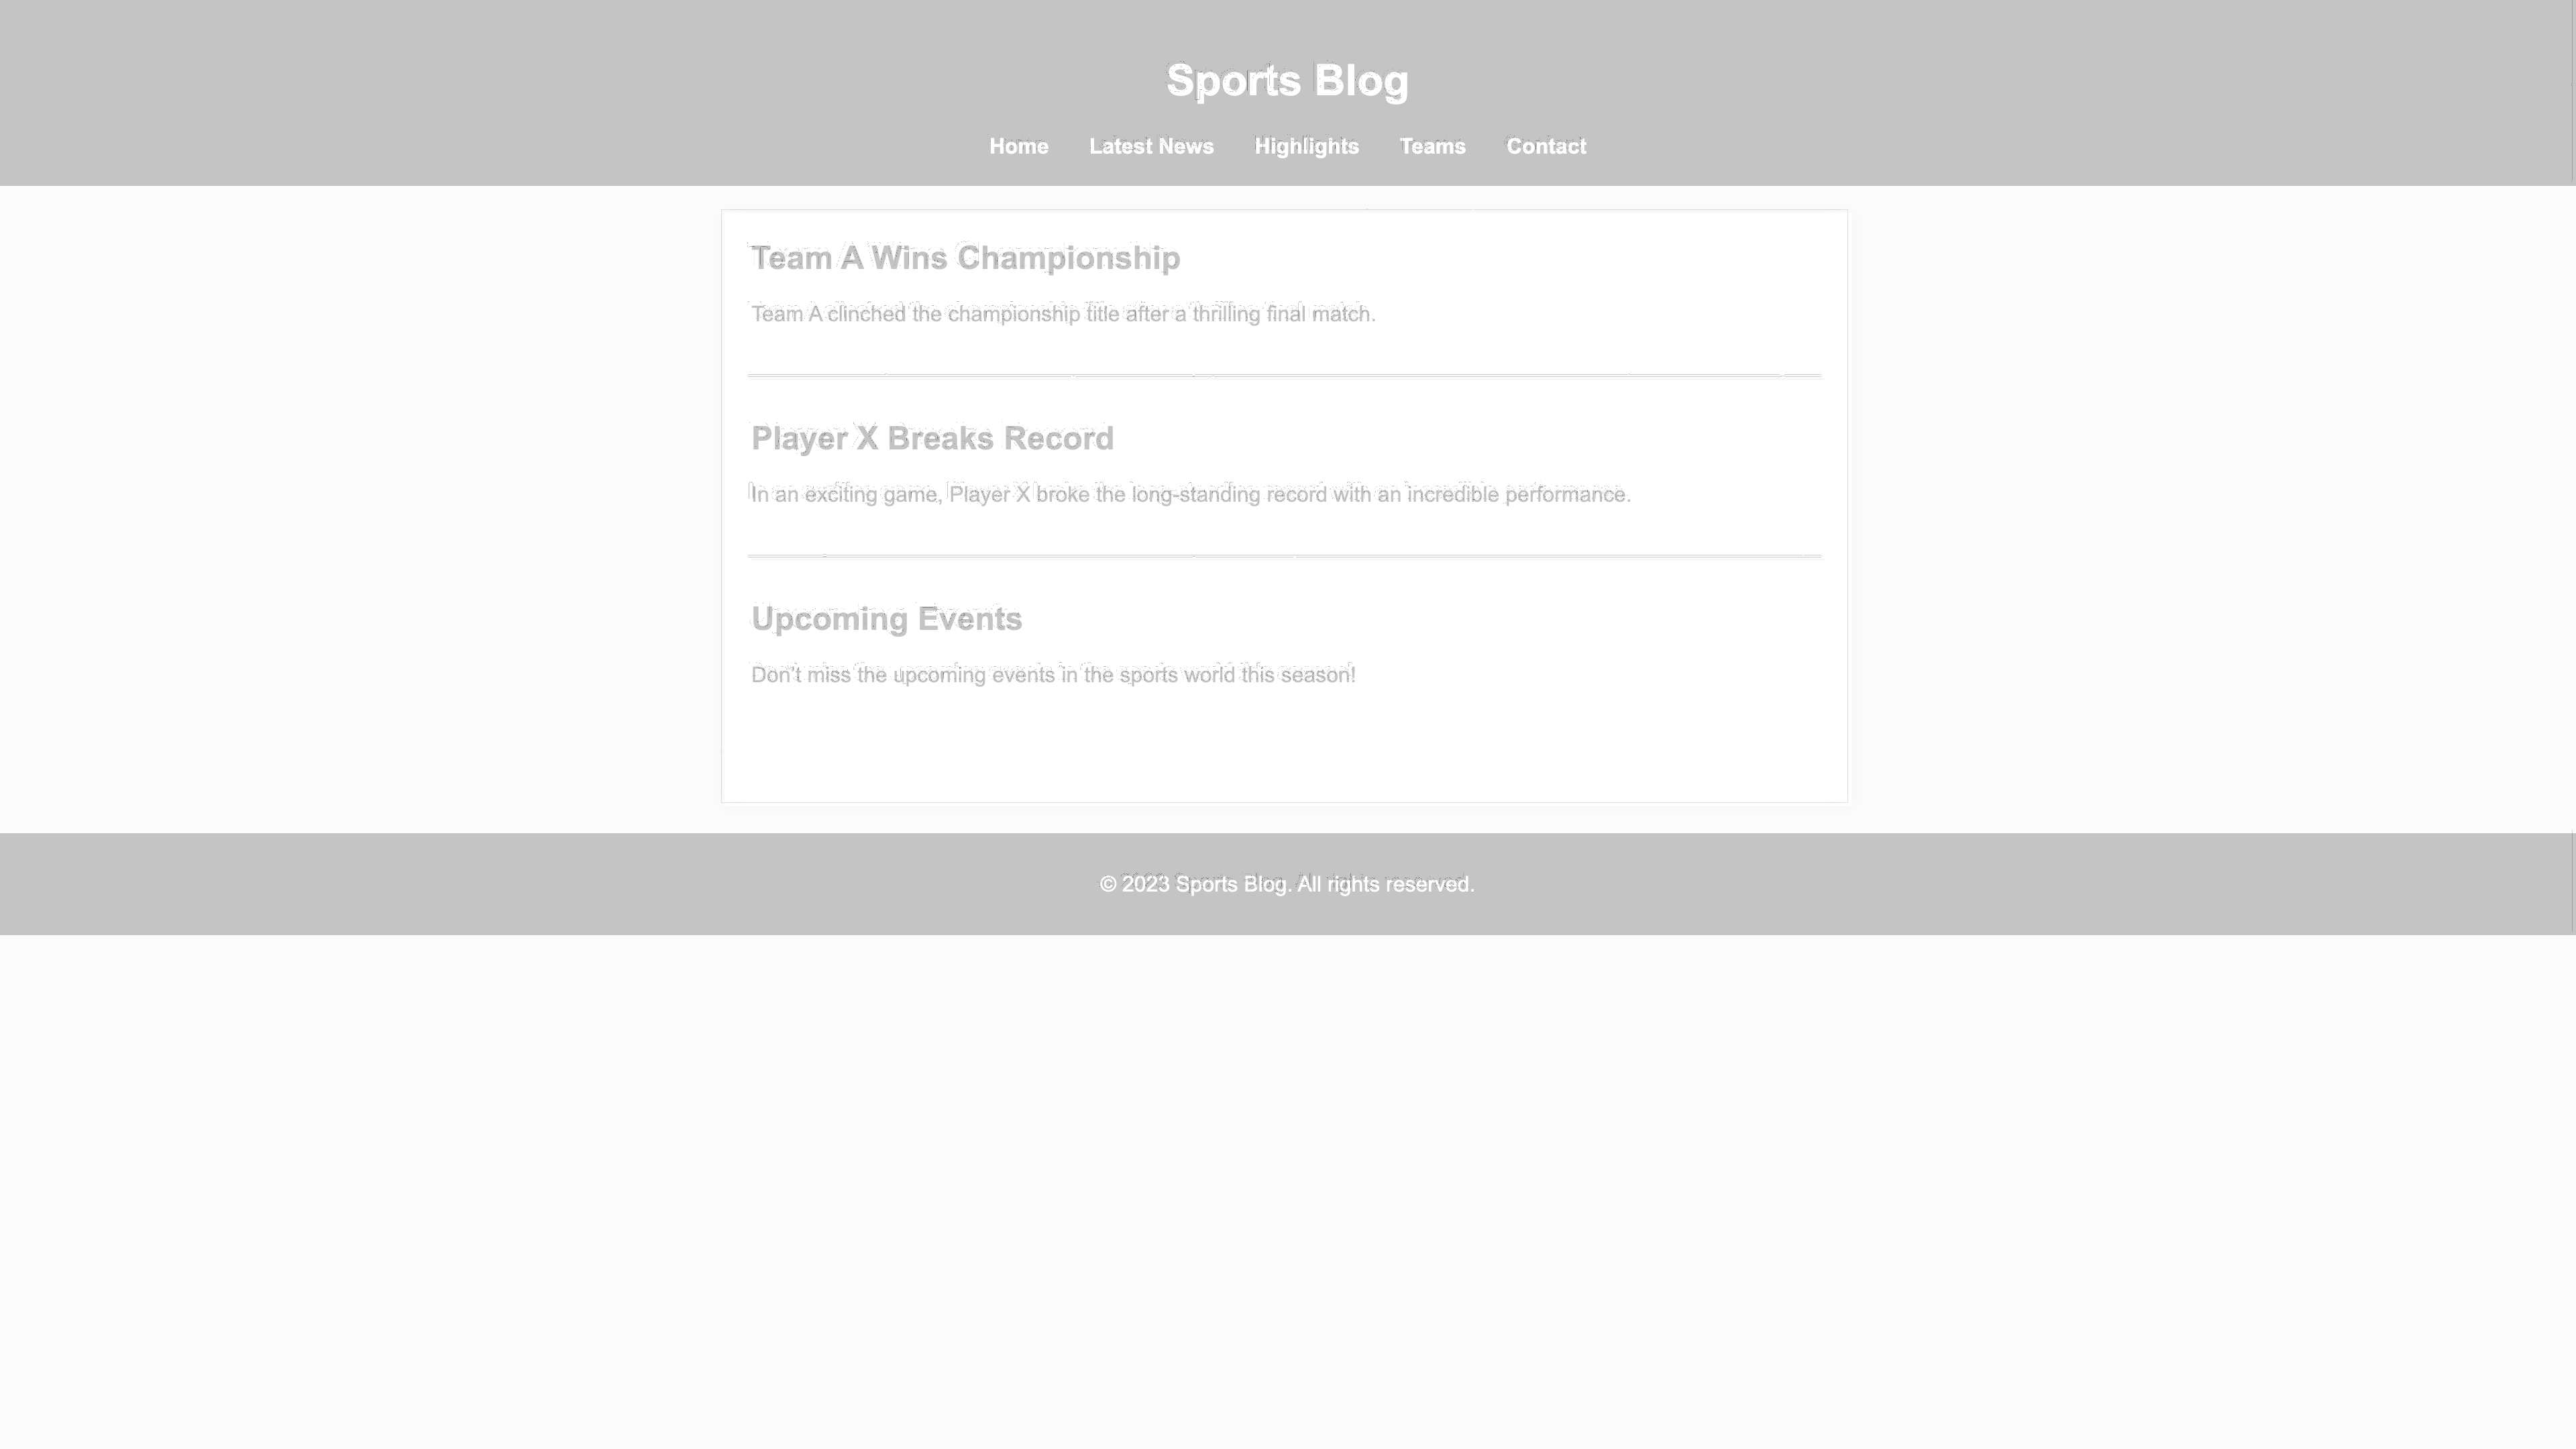 Sports Blog
Home Latest News Highlights Teams Contact
Team A Wins Championship
Team A clinched the championship title after a thrilling final match.
Player X Breaks Record
In an exciting game, Player X broke the long-standing record with an incredible performance.
Upcoming Events
Don't miss the upcoming events in the sports world this season!
© 2023 Sports Blog. All rights reserved.